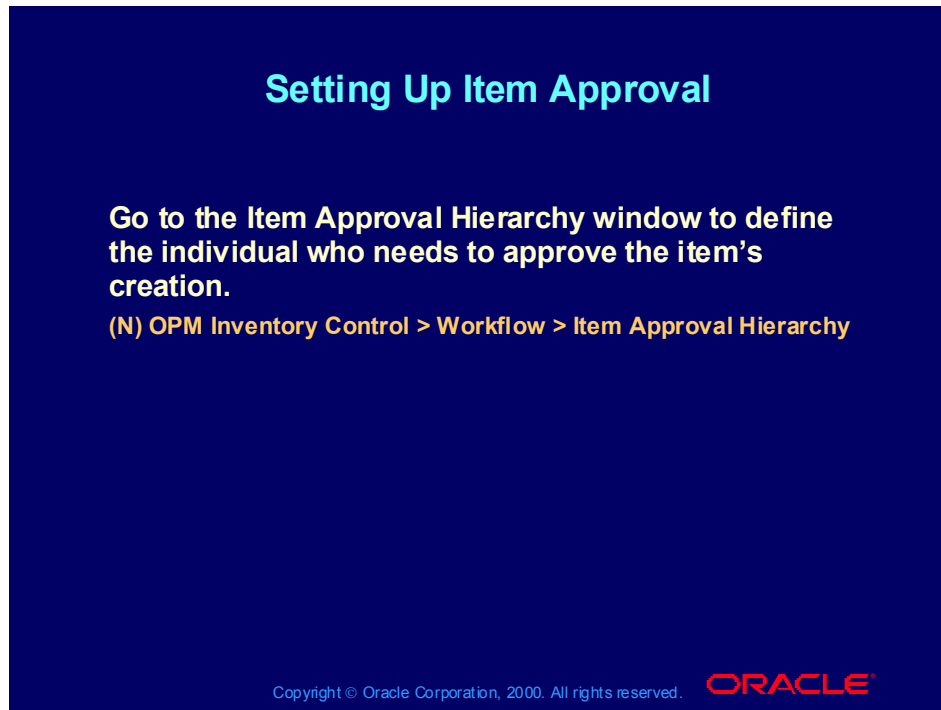 Setting Up Item Approval
Go to the Item Approval Hierarchy window to define
the individual who needs to approve the item’s
creation.
(N) OPM Inventory Control > Workflow > Item Approval Hierarchy
Copyright © Oracle Corporation, 2000. All rights reserved.
ORACLE